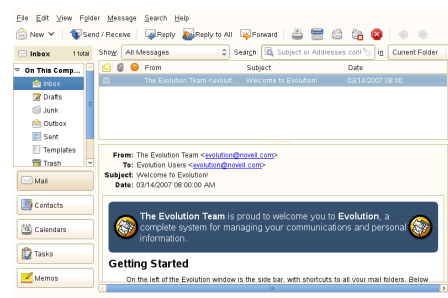 File Edit View Folder Message Search Help
New Send / Receive Reply Reply to All Forward
Inbox 1 total Show: All Messages Search: Subject or Addresses cont in Current Folder
On This Comp...
Inbox
Drafts
Junk
Outbox
Sent
Templates
Trash
Mail
Contacts
Calendars
Tasks
Memos
From Subject Date
The Evolution Team <evoluti... Welcome to Evolution! 03/14/2007 08:00
From: The Evolution Team <evolution@novell.com>
To: Evolution Users <evolution@novell.com>
Subject: Welcome to Evolution!
Date: 03/14/2007 08:00:00 AM
The Evolution Team is proud to welcome you to Evolution, a
complete system for managing your communications and personal
information.
Getting Started
On the left of the Evolution window is the side bar, with shortcuts to all your mail folders. Below